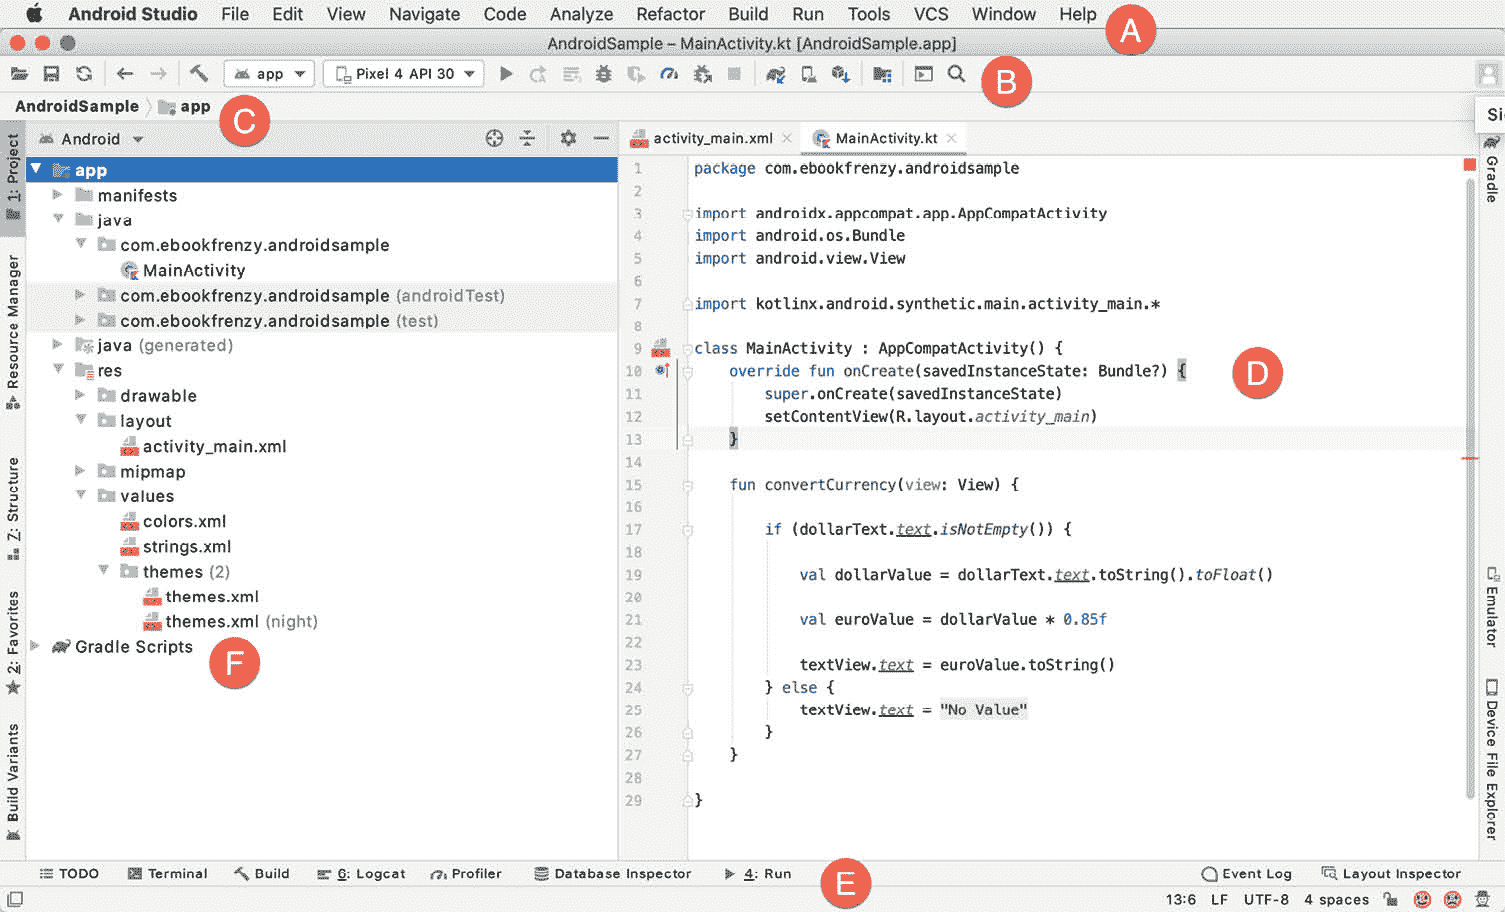 Android Studio File Edit View Navigate Code Analyze Refactor Build Run Tools VCS Window Help
A
AndroidSample – MainActivity.kt [AndroidSample.app]
app Pixel 4 API 30
B
AndroidSample app
C
Si
Android
activity_main.xml MainActivity.kt
1: Project
Resource Manager
Z: Structure
2: Favorites
Build Variants
app
manifests
java
com.ebookfrenzy.androidsample
MainActivity
com.ebookfrenzy.androidsample (androidTest)
com.ebookfrenzy.androidsample (test)
java (generated)
res
drawable
layout
activity_main.xml
mipmap
values
colors.xml
strings.xml
themes (2)
themes.xml
themes.xml (night)
Gradle Scripts
F
1 package com.ebookfrenzy.androidsample
2
3 import androidx.appcompat.app.AppCompatActivity
4 import android.os.Bundle
5 import android.view.View
6
7 import kotlinx.android.synthetic.main.activity_main.*
8
9 class MainActivity : AppCompatActivity() {
10 override fun onCreate(savedInstanceState: Bundle?) {
D
11 super.onCreate(savedInstanceState)
12 setContentView(R.layout.activity_main)
13 }
14
15 fun convertCurrency(view: View) {
16
17 if (dollarText.text.isNotEmpty()) {
18
19 val dollarValue = dollarText.text.toString().toFloat()
20
21 val euroValue = dollarValue * 0.85f
22
23 textView.text = euroValue.toString()
24 } else {
25 textView.text = "No Value"
26 }
27 }
28
29 }
Gradle
Emulator
Device File Explorer
TODO Terminal Build 6: Logcat Profiler Database Inspector 4: Run
E
Event Log Layout Inspector
13:6 LF UTF-8 4 spaces